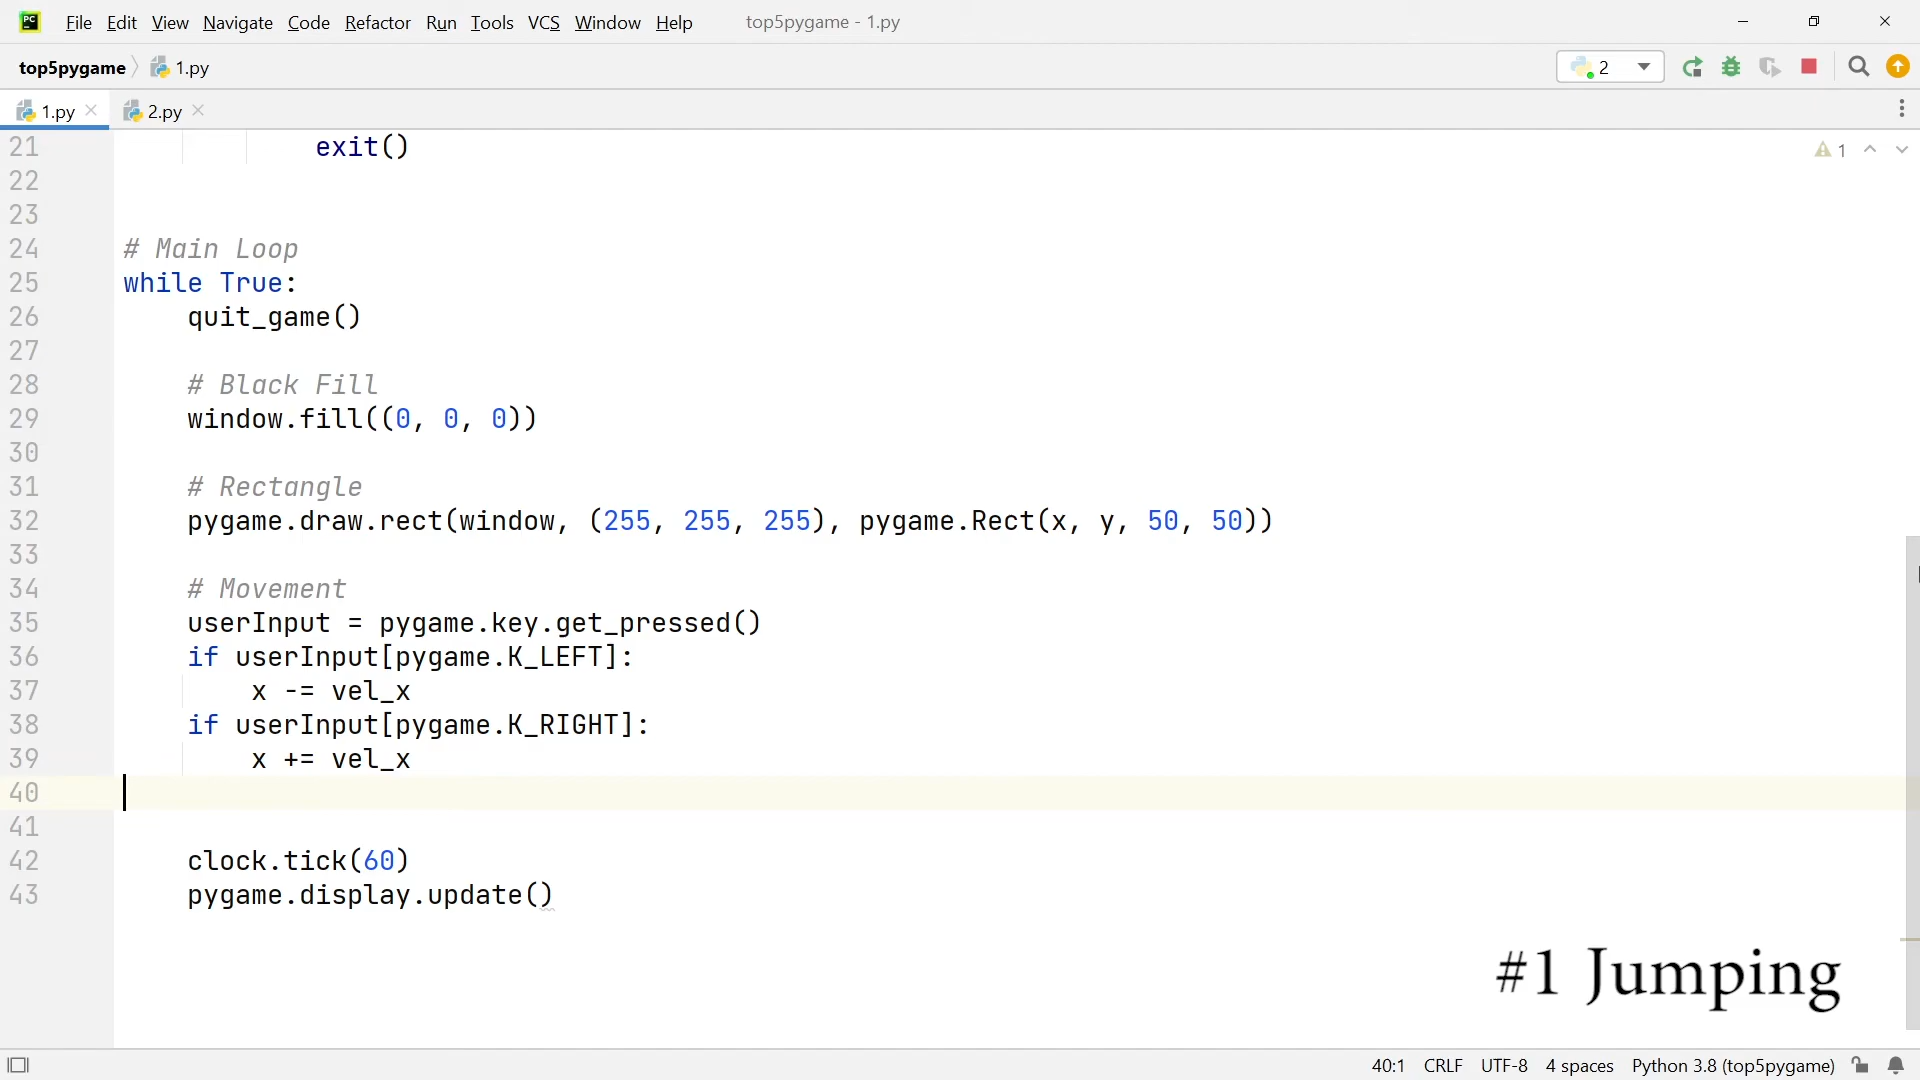 PC File Edit View Navigate Code Refactor Run Tools VCS Window Help top5pygame - 1.py
top5pygame 1.py 2
1.py 2.py
21 exit() 1
22
23
24 # Main Loop
25 while True:
26 quit_game()
27
28 # Black Fill
29 window.fill((0, 0, 0))
30
31 # Rectangle
32 pygame.draw.rect(window, (255, 255, 255), pygame.Rect(x, y, 50, 50))
33
34 # Movement
35 userInput = pygame.key.get_pressed()
36 if userInput[pygame.K_LEFT]:
37 x -= vel_x
38 if userInput[pygame.K_RIGHT]:
39 x += vel_x
40
41
42 clock.tick(60)
43 pygame.display.update()
#1 Jumping
40:1 CRLF UTF-8 4 spaces Python 3.8 (top5pygame)